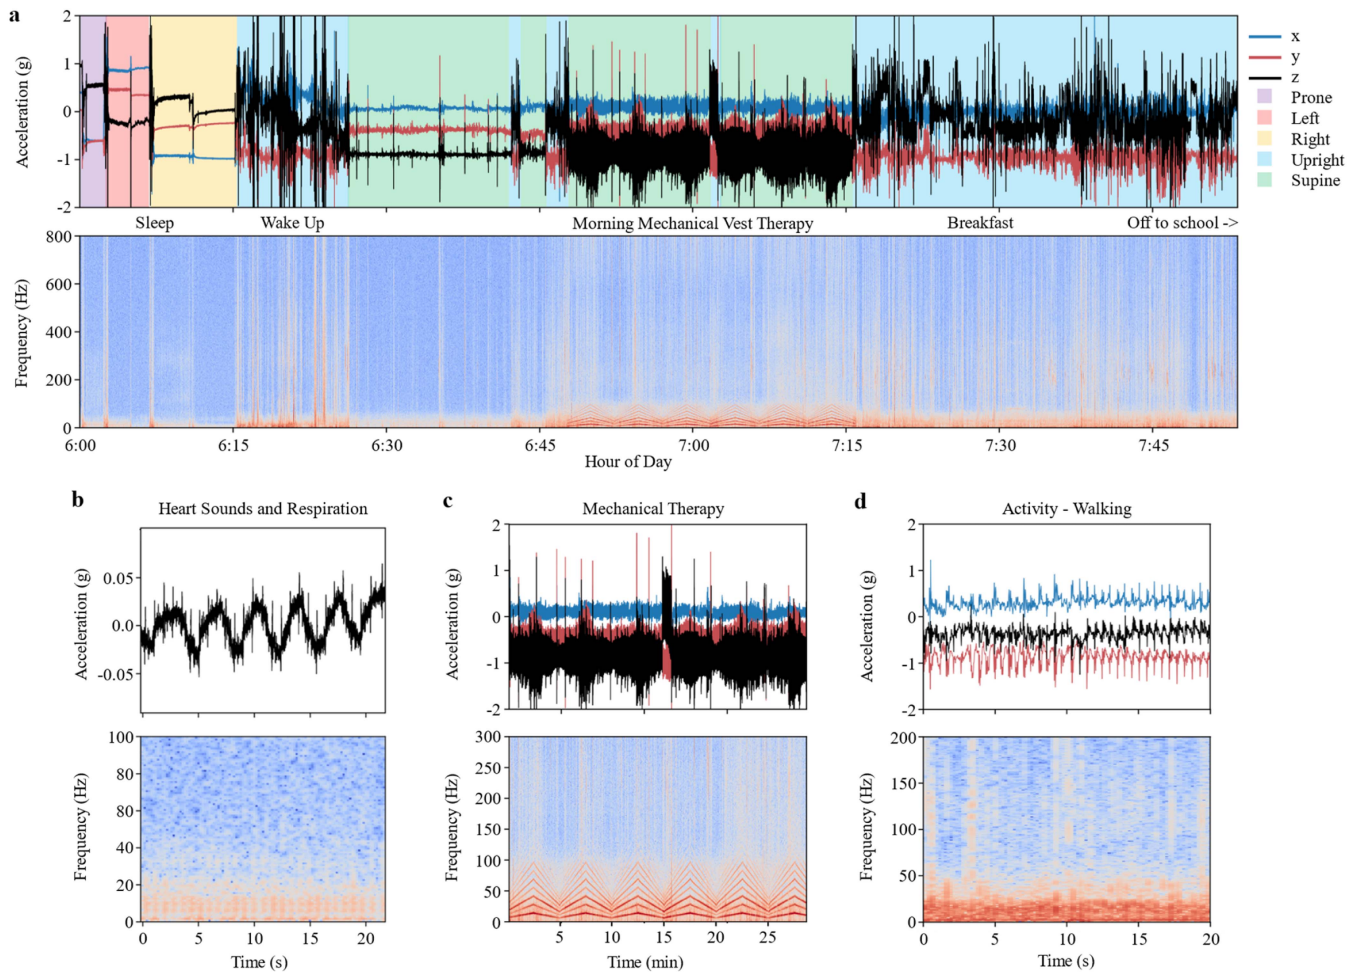 a
Acceleration (g)
2
1
0
-1
-2
x
y
z
Prone
Left
Right
Upright
Supine
Sleep
Wake Up
Morning Mechanical Vest Therapy
Breakfast
Off to school ->
Frequency (Hz)
800
600
400
200
0
6:00 6:15 6:30 6:45 7:00 7:15 7:30 7:45
Hour of Day
b
Heart Sounds and Respiration
Acceleration (g)
0.05
0.0
-0.05
Frequency (Hz)
100
80
60
40
20
0
0 5 10 15 20
Time (s)
c
Mechanical Therapy
Acceleration (g)
2
1
0
-1
-2
Frequency (Hz)
300
250
200
150
100
50
0
5 10 15 20 25
Time (min)
d
Activity - Walking
Acceleration (g)
2
1
0
-1
-2
Frequency (Hz)
200
150
100
50
0
0 5 10 15 20
Time (s)